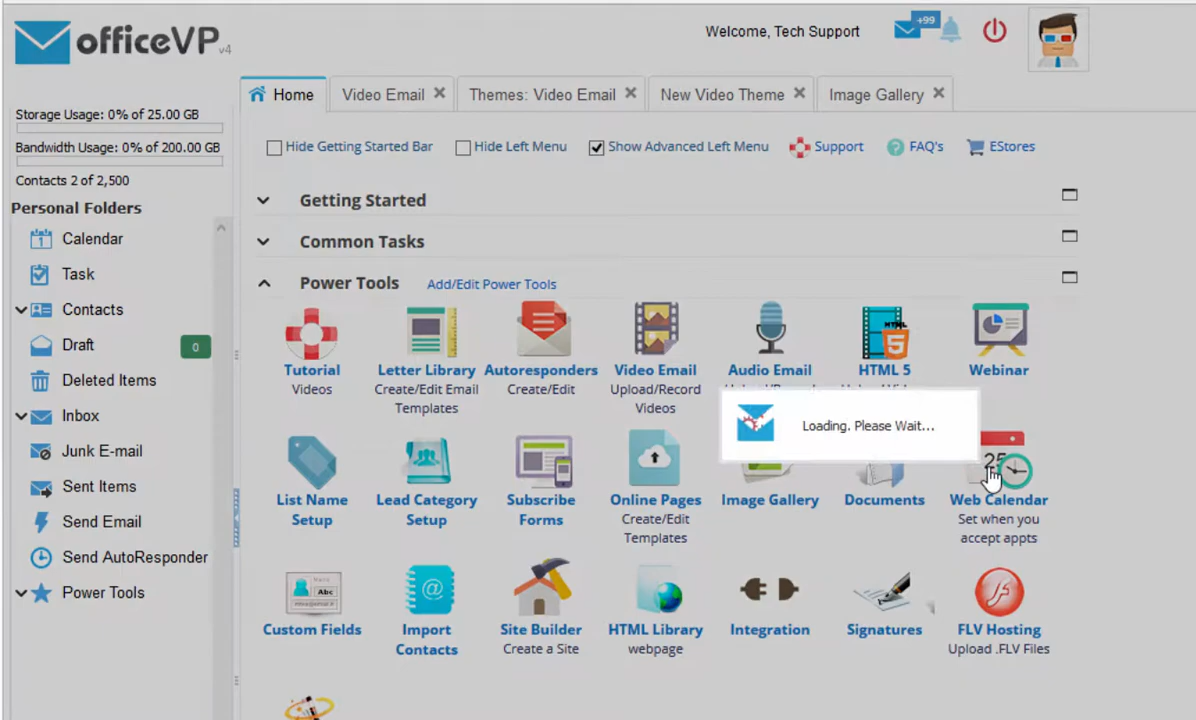 officeVP v4
Welcome, Tech Support
+99
Home
Video Email
Themes: Video Email
New Video Theme
Image Gallery
Storage Usage: 0% of 25.00 GB
Bandwidth Usage: 0% of 200.00 GB
Contacts 2 of 2,500
Personal Folders
Calendar
Task
Contacts
Draft
0
Deleted Items
Inbox
Junk E-mail
Sent Items
Send Email
Send AutoResponder
Power Tools
Hide Getting Started Bar
Hide Left Menu
Show Advanced Left Menu
Support
FAQ's
EStores
Getting Started
Common Tasks
Power Tools
Add/Edit Power Tools
Tutorial
Videos
Letter Library
Create/Edit Email
Templates
Autoresponders
Create/Edit
Video Email
Upload/Record
Videos
Audio Email
HTML
5
HTML 5
Webinar
Loading. Please Wait...
List Name
Setup
Lead Category
Setup
Subscribe
Forms
Online Pages
Create/Edit
Templates
Image Gallery
Documents
25
Web Calendar
Set when you
accept appts
Abc
Custom Fields
@
Import
Contacts
Site Builder
Create a Site
HTML Library
webpage
Integration
Signatures
FLV Hosting
Upload .FLV Files